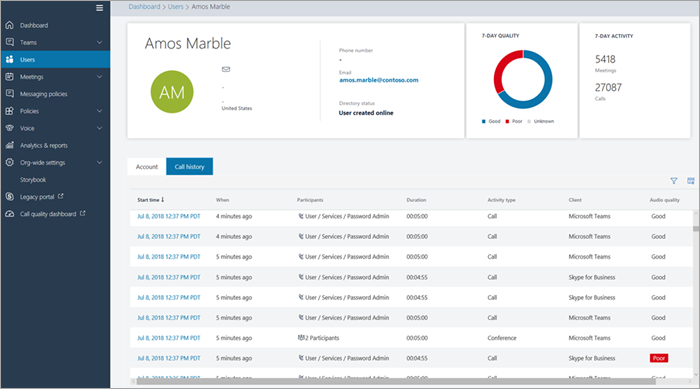 Dashboard > Users > Amos Marble
Dashboard
Teams
Users
Meetings
Messaging policies
Policies
Voice
Analytics & reports
Org-wide settings
Storybook
Legacy portal
Call quality dashboard
Amos Marble
AM
-
-
United States
Phone number
-
Email
amos.marble@contoso.com
Directory status
User created online
7-DAY QUALITY
Good Poor Unknown
7-DAY ACTIVITY
5418
Meetings
27087
Calls
Account Call history
Start time ↓ When Participants Duration Activity type Client Audio quality
Jul 8, 2018 12:37 PM PDT 4 minutes ago User / Services / Password Admin 00:05:00 Call Microsoft Teams Good
Jul 8, 2018 12:37 PM PDT 4 minutes ago User / Services / Password Admin 00:05:00 Call Microsoft Teams Good
Jul 8, 2018 12:37 PM PDT 5 minutes ago User / Services / Password Admin 00:05:00 Call Microsoft Teams Good
Jul 8, 2018 12:37 PM PDT 5 minutes ago User / Services / Password Admin 00:04:55 Call Skype for Business Good
Jul 8, 2018 12:37 PM PDT 5 minutes ago User / Services / Password Admin 00:04:55 Call Skype for Business Good
Jul 8, 2018 12:37 PM PDT 5 minutes ago User / Services / Password Admin 00:05:00 Call Microsoft Teams Good
Jul 8, 2018 12:37 PM PDT 5 minutes ago 2 Participants 00:05:00 Conference Microsoft Teams Good
Jul 8, 2018 12:37 PM PDT 5 minutes ago User / Services / Password Admin 00:04:55 Call Skype for Business Poor